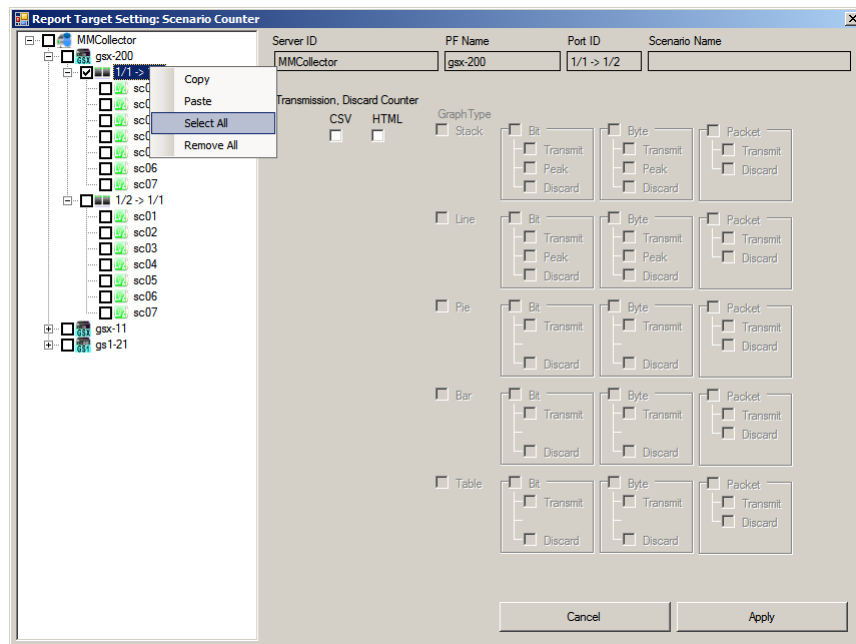 Report Target Setting: Scenario Counter
MMCollector
gsx-200
1/1 ->
sc06
sc07
1/2 -> 1/1
sc01
sc02
sc03
sc04
sc05
sc06
sc07
gsx-11
gs1-21
Copy
Paste
Select All
Remove All
Server ID PF Name Port ID Scenario Name
MMCollector gsx-200 1/1 -> 1/2
Transmission, Discard Counter
CSV HTML
GraphType
Stack Bit Byte Packet
Transmit Transmit Transmit
Peak Peak Discard
Discard Discard
Line Bit Byte Packet
Transmit Transmit Transmit
Peak Peak Discard
Discard Discard
Pie Bit Byte Packet
Transmit Transmit Transmit
Discard
Discard Discard
Bar Bit Byte Packet
Transmit Transmit Transmit
Discard
Discard Discard
Table Bit Byte Packet
Transmit Transmit Transmit
Discard
Discard Discard
Cancel Apply